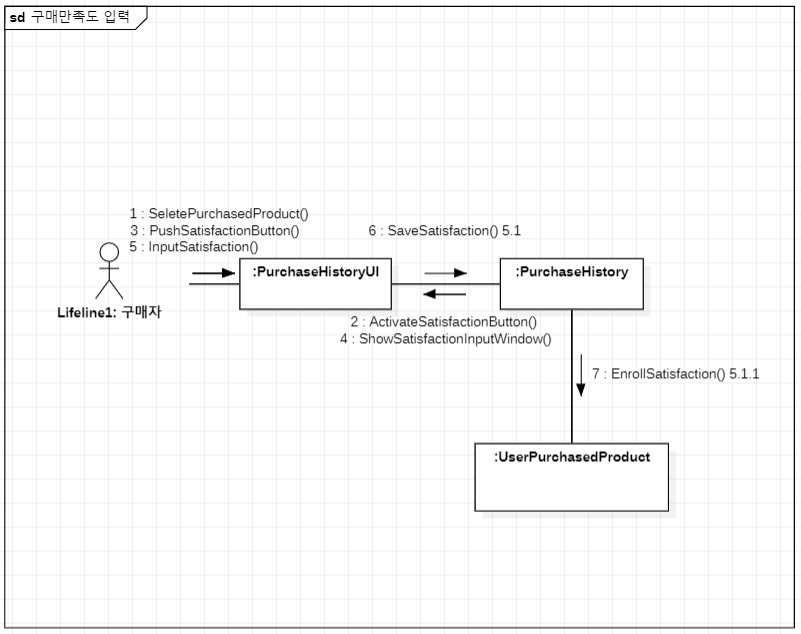 sd 구매만족도 입력
1 : SeletePurchasedProduct()
3 : PushSatisfactionButton()
5 : InputSatisfaction()
6 : SaveSatisfaction() 5.1
:PurchaseHistoryUI
:PurchaseHistory
Lifeline1: 구매자
2 : ActivateSatisfactionButton()
4 : ShowSatisfactionInputWindow()
7 : EnrollSatisfaction() 5.1.1
:UserPurchasedProduct